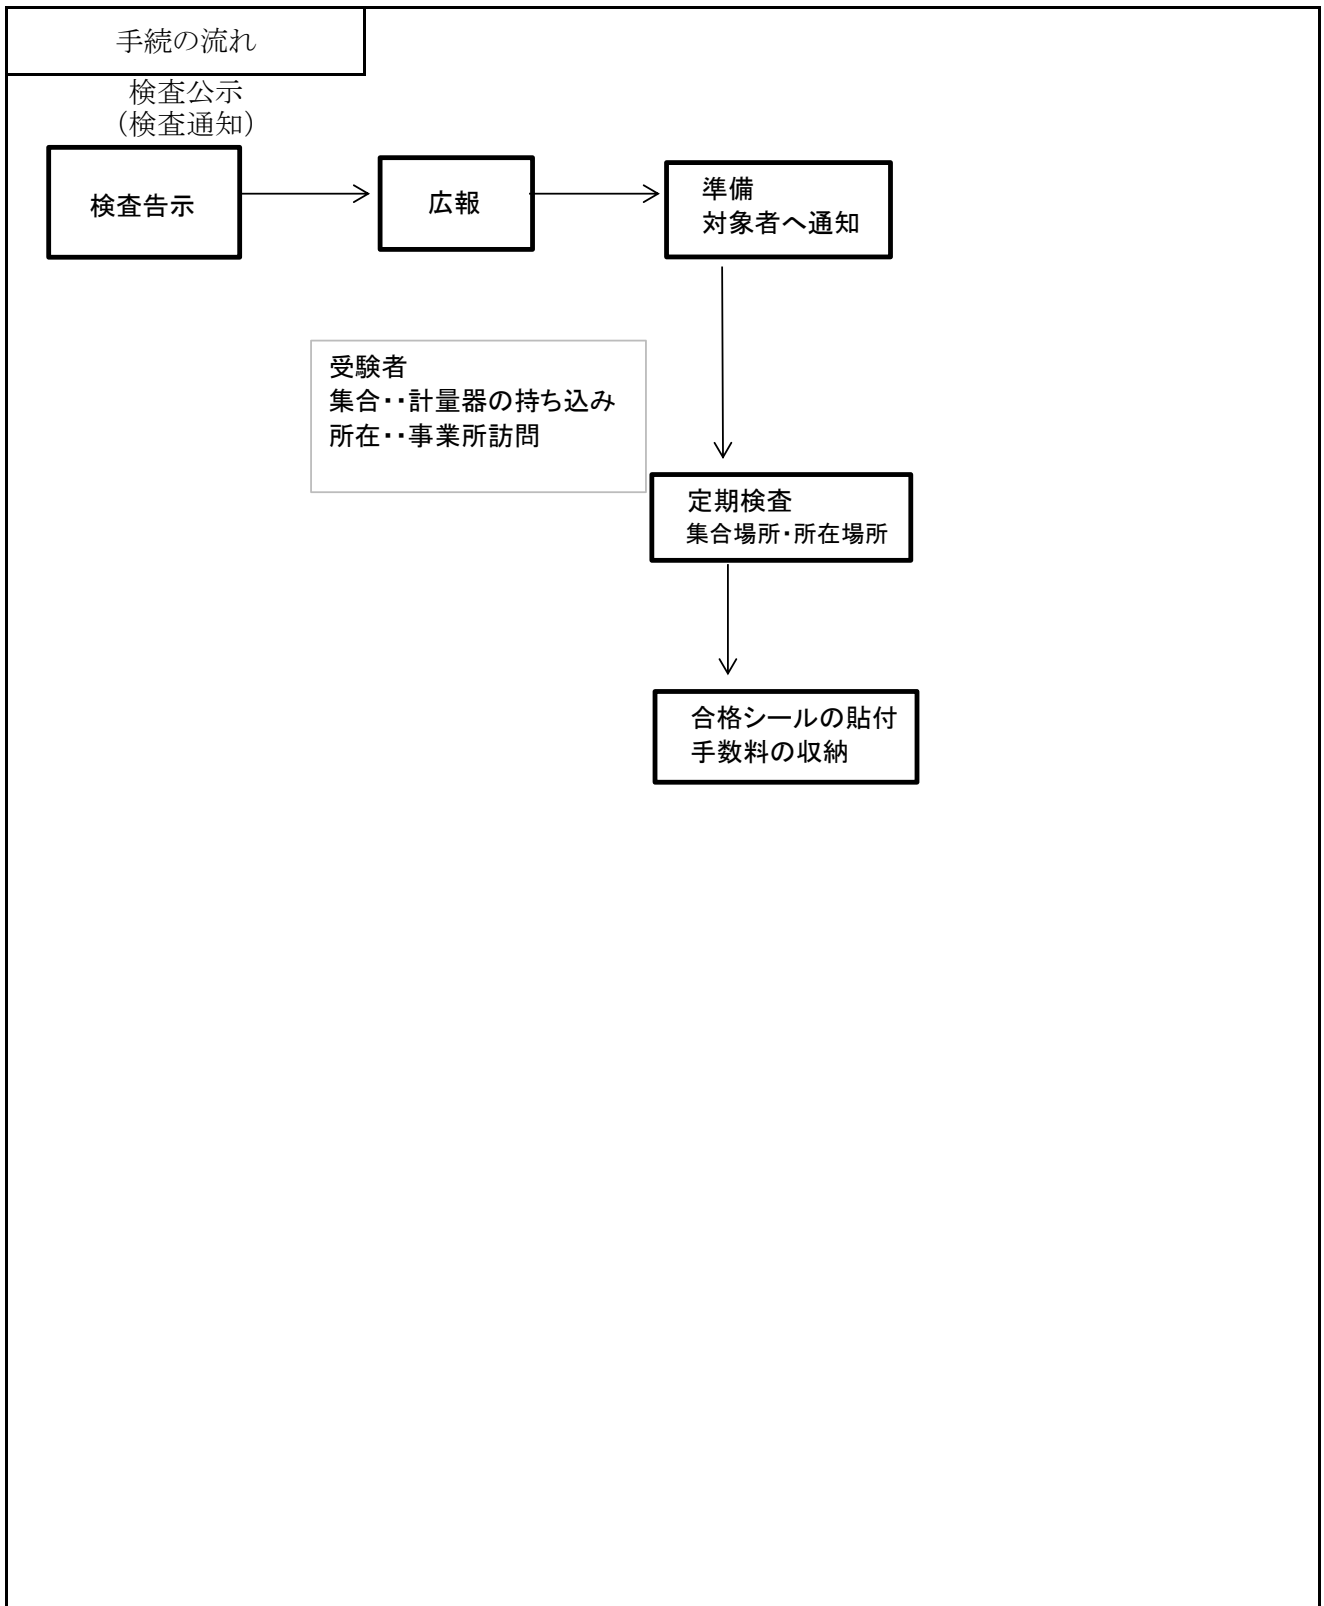 手続の流れ
検査公示
（検査通知）
検査告示
広報
準備
対象者へ通知
受験者
集合・・計量器の持ち込み
所在・・事業所訪問
定期検査
集合場所・所在場所
合格シールの貼付
手数料の収納